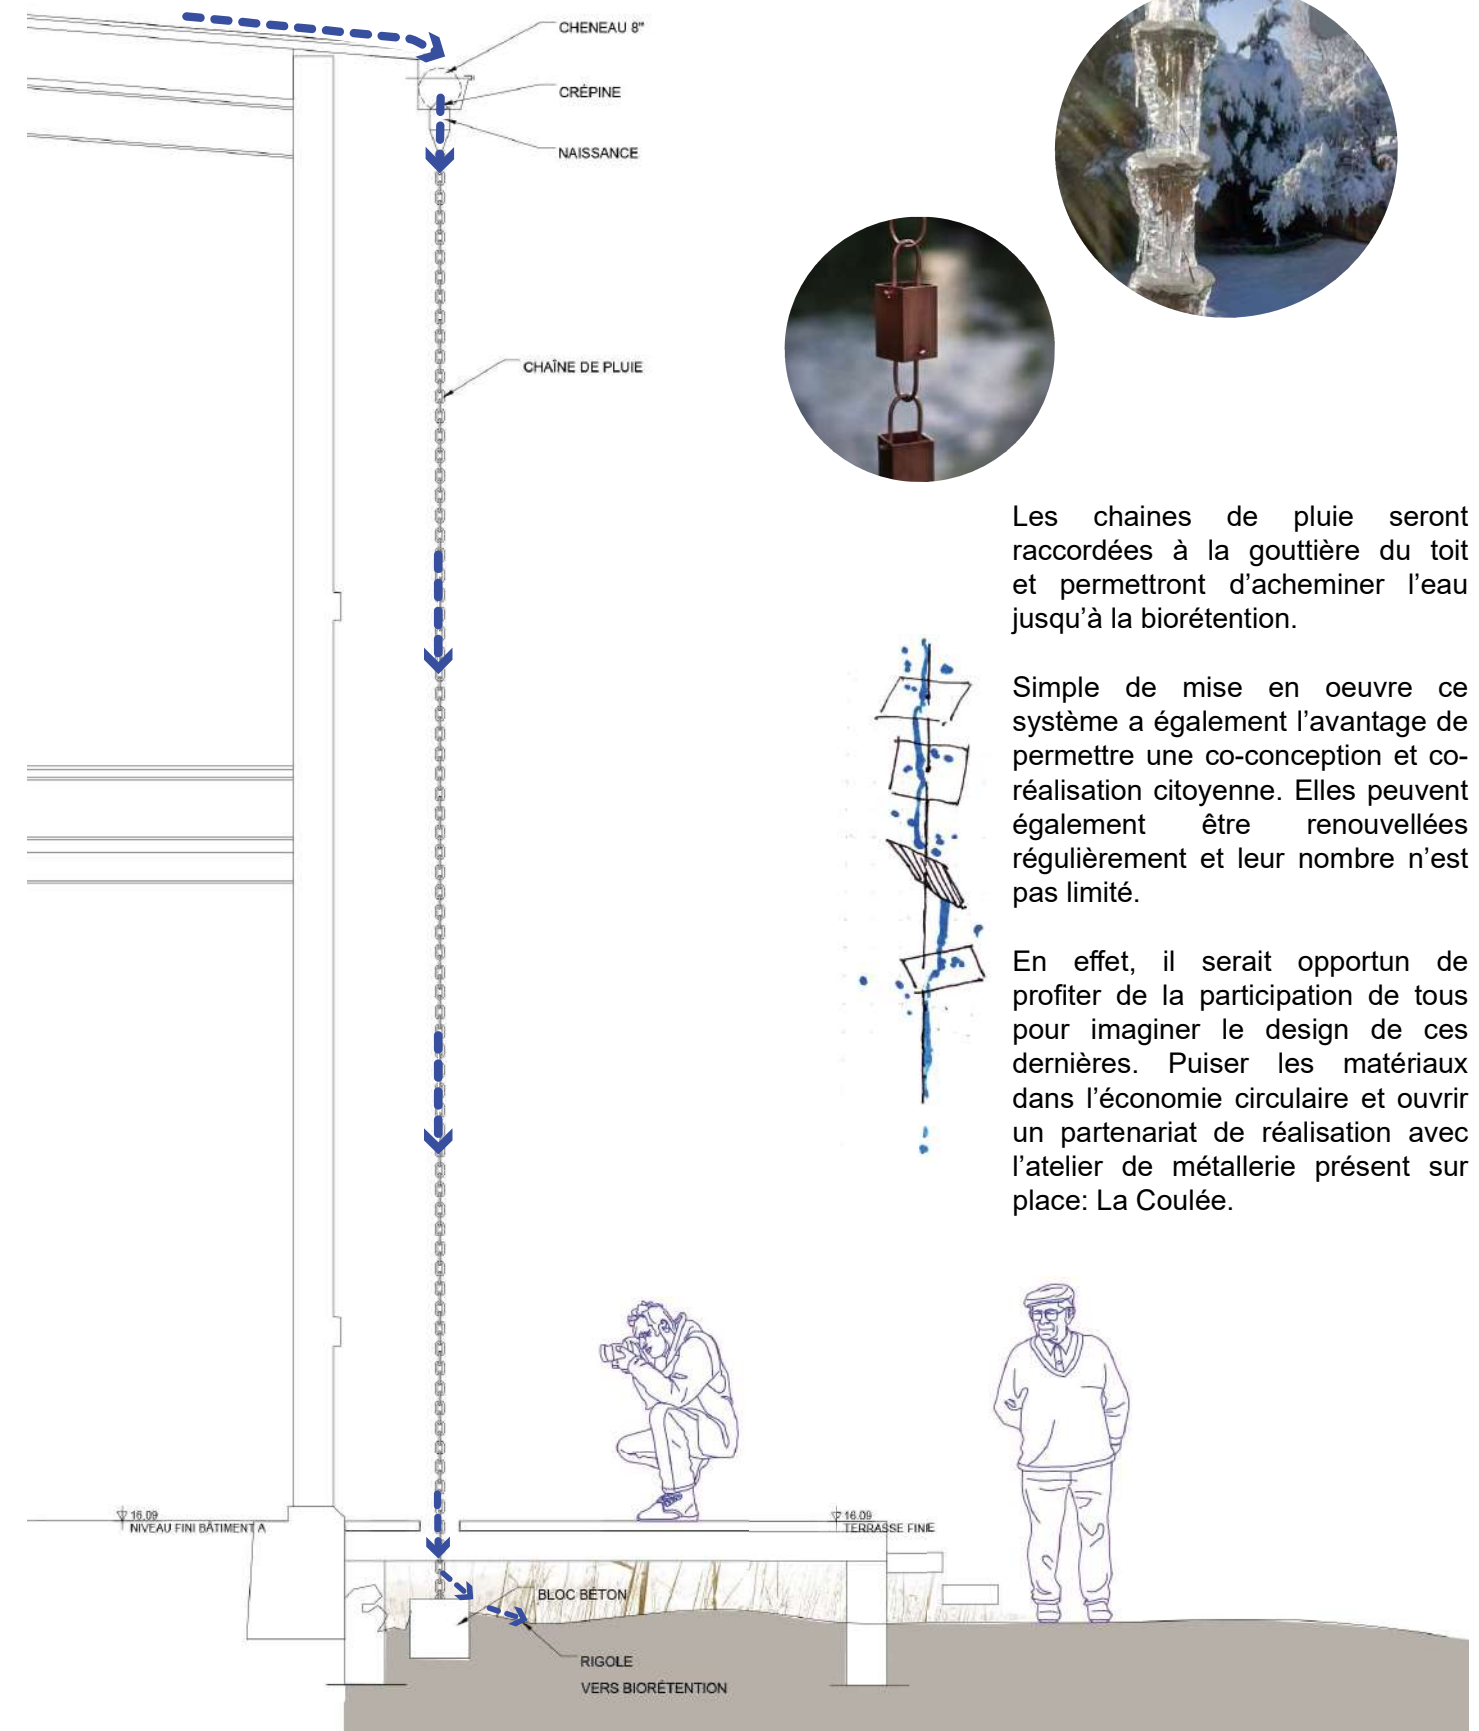 CHENEAU 8"
CRÉPINE
NAISSANCE
CHAÎNE DE PLUIE
Les chaines de pluie seront
raccordées à la gouttière du toit
et permettront d'acheminer l'eau
jusqu'à la biorétention.
Simple de mise en oeuvre ce
système a également l'avantage de
permettre une co-conception et co-
réalisation citoyenne. Elles peuvent
également être renouvellées
régulièrement et leur nombre n'est
pas limité.
En effet, il serait opportun de
profiter de la participation de tous
pour imaginer le design de ces
dernières. Puiser les matériaux
dans l'économie circulaire et ouvrir
un partenariat de réalisation avec
l'atelier de métallerie présent sur
place: La Coulée.
16.09
NIVEAU FINI BÂTIMENT A
16.09
TERRASSE FINIE
BLOC BÉTON
RIGOLE
VERS BIORÉTENTION